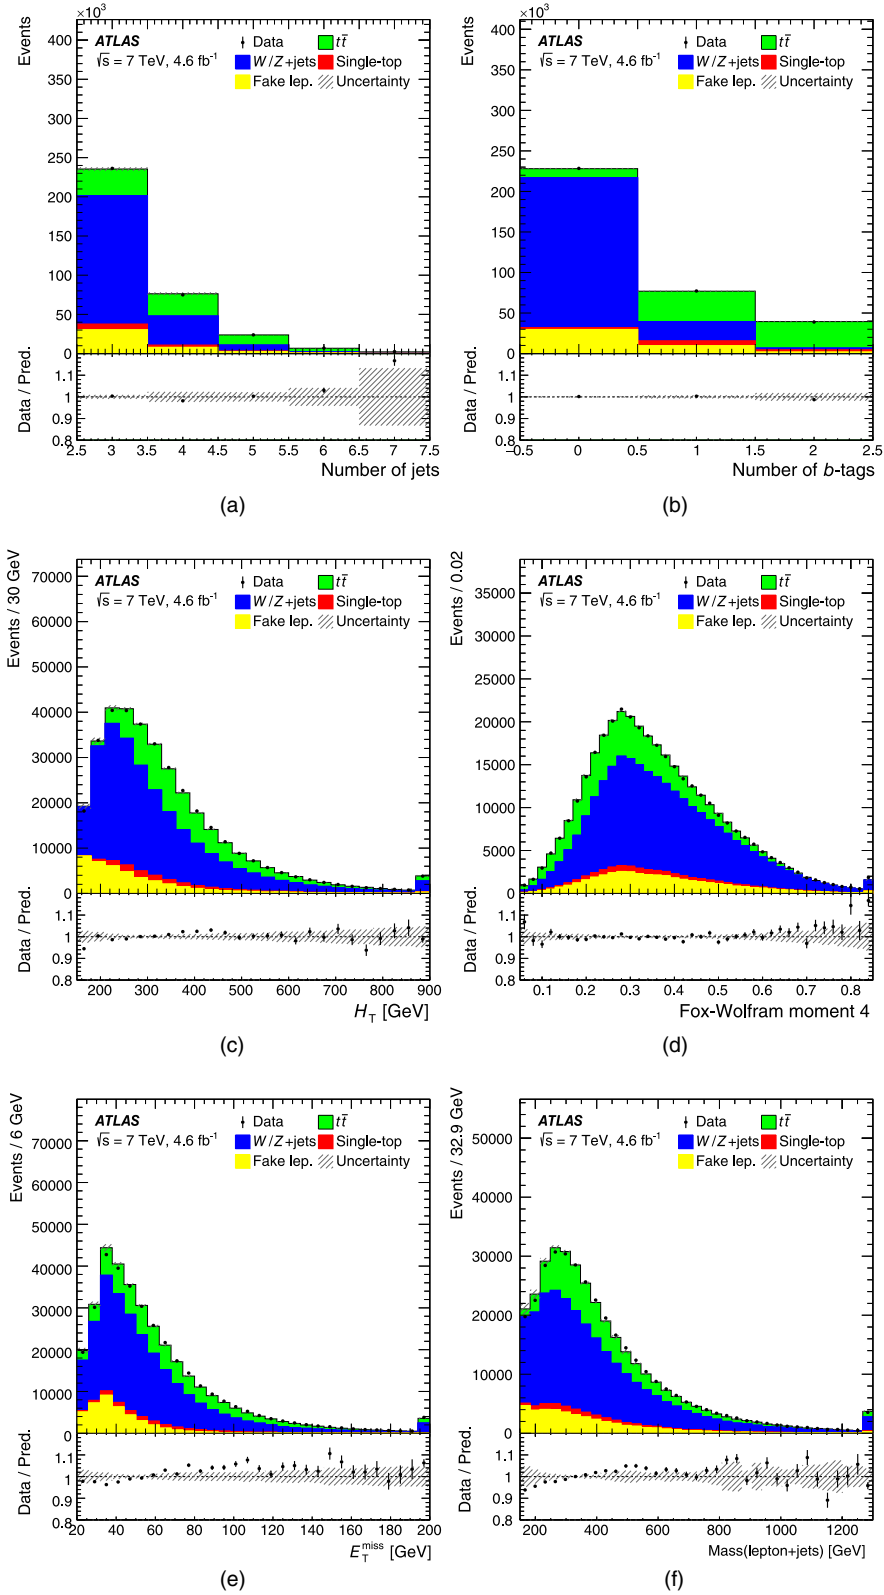 ×10³
Events
400
350
300
250
200
150
100
50
0
ATLAS
√s = 7 TeV, 4.6 fb⁻¹
Data
tt̄
W/Z+jets
Single-top
Fake lep.
Uncertainty
Data / Pred.
1.1
1
0.9
0.8
2.5 3.5 4.5 5.5 6.5 7.5
3 4 5 6 7
Number of jets
(a)
×10³
Events
400
350
300
250
200
150
100
50
0
ATLAS
√s = 7 TeV, 4.6 fb⁻¹
Data
tt̄
W/Z+jets
Single-top
Fake lep.
Uncertainty
Data / Pred.
1.1
1
0.9
0.8
−0.5 0 0.5 1 1.5 2 2.5
Number of b-tags
(b)
Events / 30 GeV
70000
60000
50000
40000
30000
20000
10000
0
ATLAS
√s = 7 TeV, 4.6 fb⁻¹
Data
tt̄
W/Z+jets
Single-top
Fake lep.
Uncertainty
Data / Pred.
1.1
1
0.9
0.8
200 300 400 500 600 700 800 900
H_T [GeV]
(c)
Events / 0.02
35000
30000
25000
20000
15000
10000
5000
0
ATLAS
√s = 7 TeV, 4.6 fb⁻¹
Data
tt̄
W/Z+jets
Single-top
Fake lep.
Uncertainty
Data / Pred.
1.1
1
0.9
0.8
0.1 0.2 0.3 0.4 0.5 0.6 0.7 0.8
Fox-Wolfram moment 4
(d)
Events / 6 GeV
70000
60000
50000
40000
30000
20000
10000
0
ATLAS
√s = 7 TeV, 4.6 fb⁻¹
Data
tt̄
W/Z+jets
Single-top
Fake lep.
Uncertainty
Data / Pred.
1.1
1
0.9
0.8
20 40 60 80 100 120 140 160 180 200
E_T^miss [GeV]
(e)
Events / 32.9 GeV
50000
40000
30000
20000
10000
0
ATLAS
√s = 7 TeV, 4.6 fb⁻¹
Data
tt̄
W/Z+jets
Single-top
Fake lep.
Uncertainty
Data / Pred.
1.1
1
0.9
0.8
200 400 600 800 1000 1200
Mass(lepton+jets) [GeV]
(f)